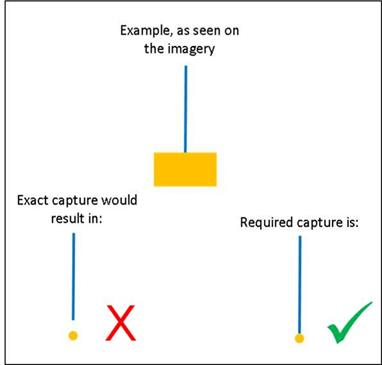 Example, as seen on
the imagery
Exact capture would
result in:
Required capture is:
X